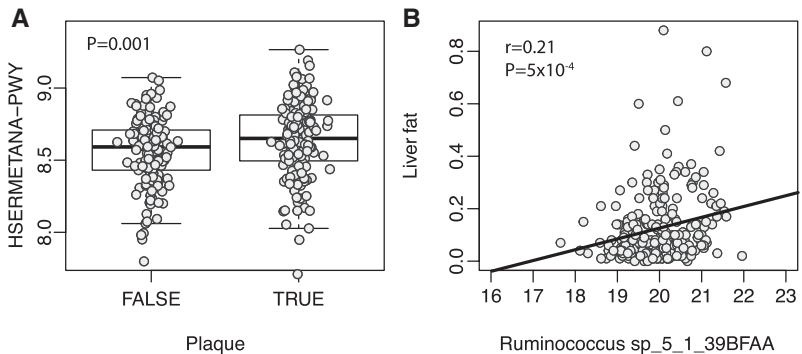 A
P=0.001
HSERMETANA−PWY
9.0
8.5
8.0
FALSE
TRUE
Plaque
B
r=0.21
P=5x10⁻⁴
Liver fat
0.8
0.6
0.4
0.2
0.0
16 17 18 19 20 21 22 23
Ruminococcus sp_5_1_39BFAA